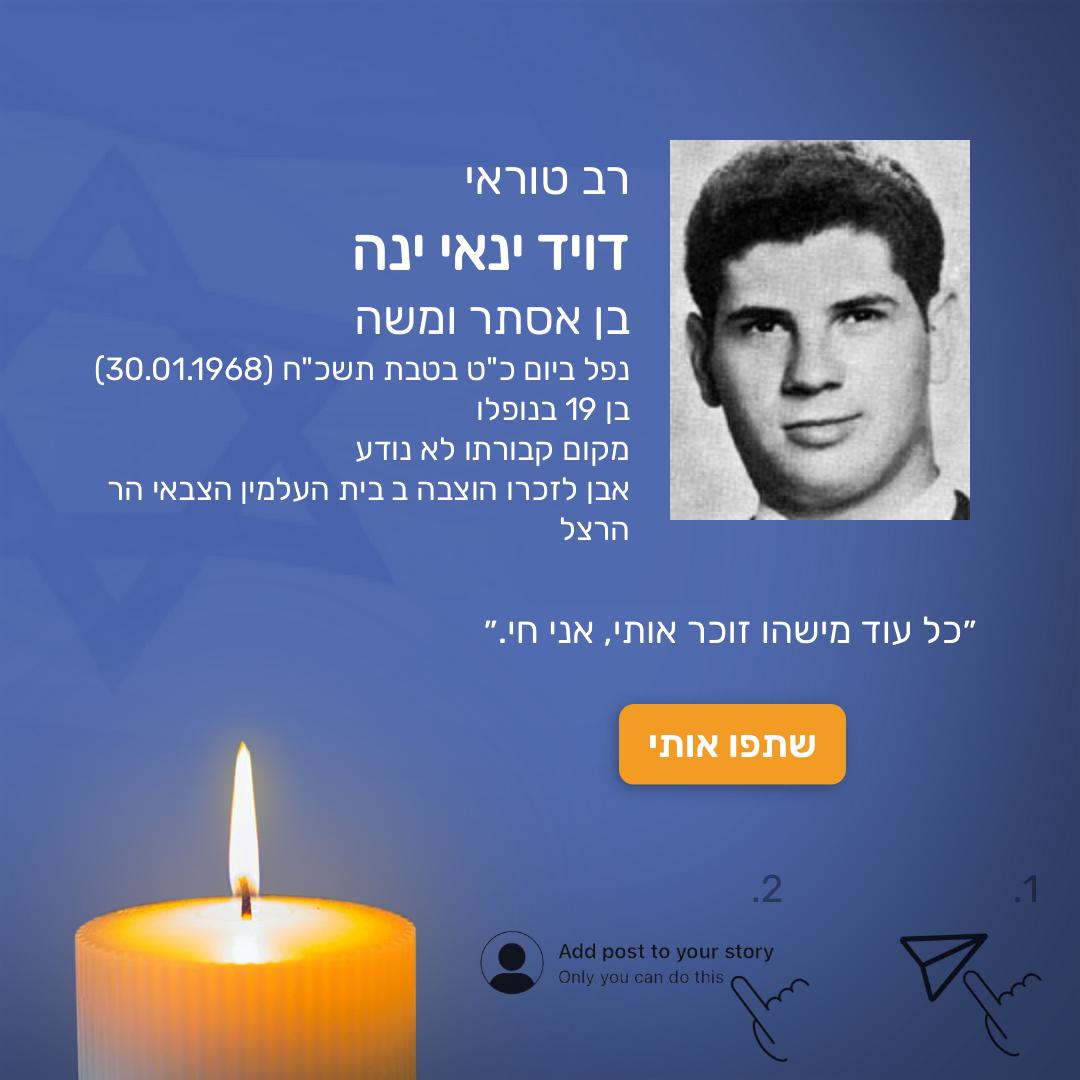 רב טוראי
דויד ינאי ינה
בן אסתר ומשה
נפל ביום כ"ט בטבת תשכ"ח (30.01.1968)
בן 19 בנופלו
מקום קבורתו לא נודע
אבן לזכרו הוצבה ב בית העלמין הצבאי הר
הרצל
״כל עוד מישהו זוכר אותי, אני חי.״
שתפו אותי
1.
2.
Add post to your story
Only you can do this